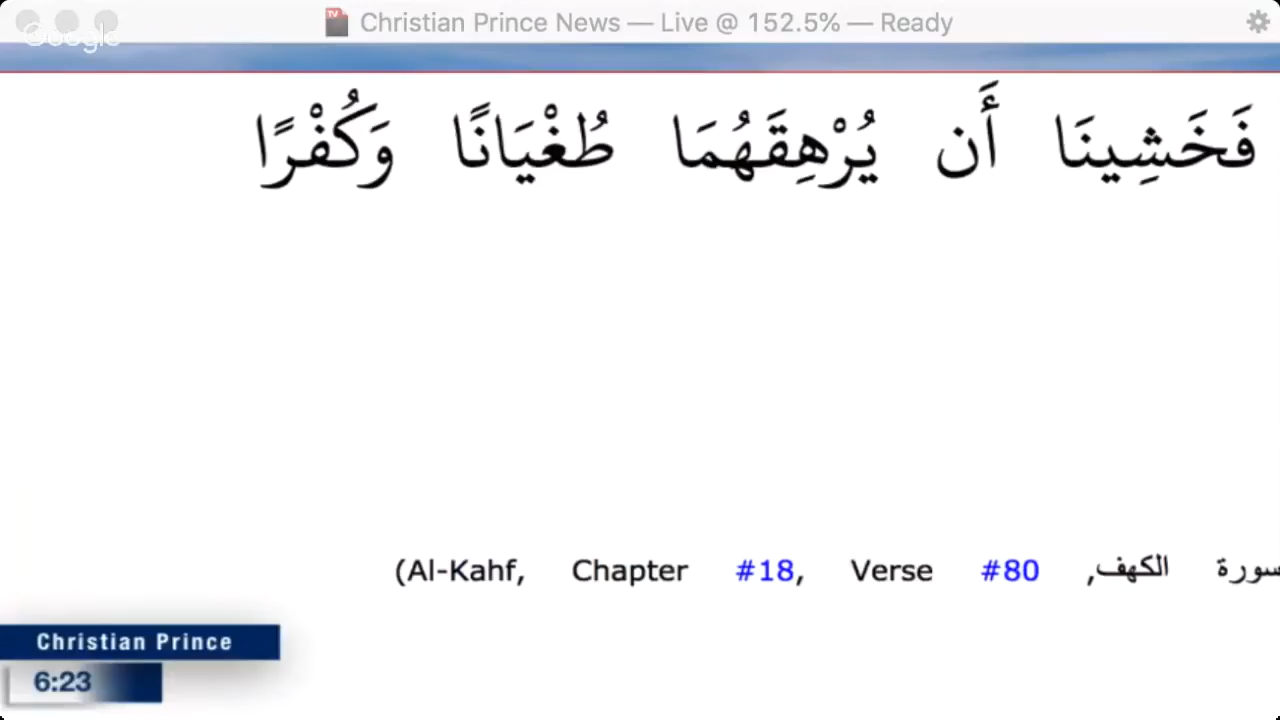 Christian Prince News — Live @ 152.5% — Ready
Google
فَخَشِينَا أَن يُرْهِقَهُمَا طُغْيَانًا وَكُفْرًا
سورة الكهف, (Al-Kahf, Chapter #18, Verse #80
Christian Prince
6:23